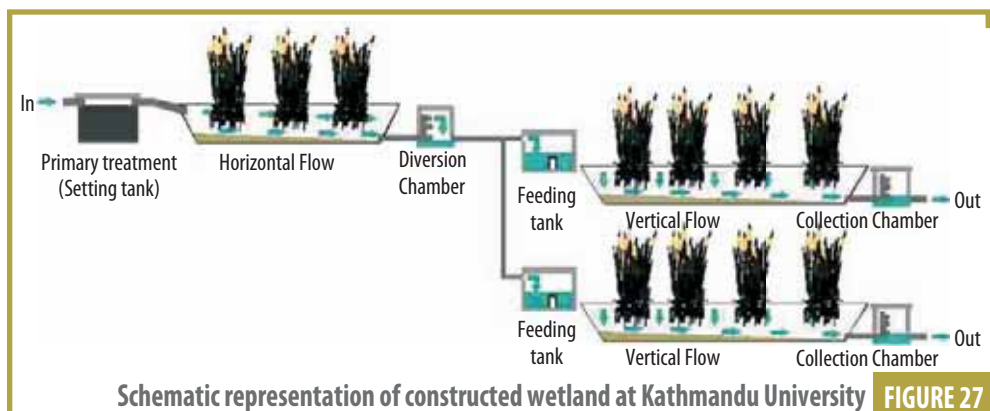 In
Primary treatment
(Setting tank)
Horizontal Flow
Diversion
Chamber
Feeding
tank
Vertical Flow
Collection Chamber
Out
Feeding
tank
Vertical Flow
Collection Chamber
Out
Schematic representation of constructed wetland at Kathmandu University FIGURE 27